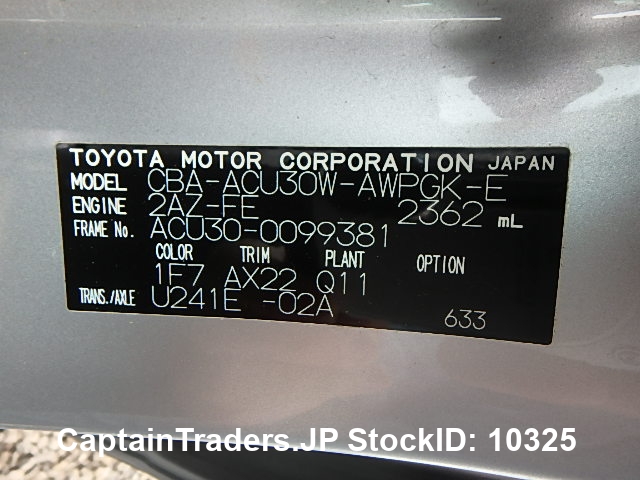 TOYOTA MOTOR CORPORATION JAPAN
MODEL CBA-ACU30W-AWPGK-E
ENGINE 2AZ-FE 2362 mL
FRAME No. ACU30-0099381
COLOR TRIM PLANT OPTION
1F7 AX22 Q11
TRANS./AXLE U241E -02A
633
CaptainTraders.JP StockID: 10325